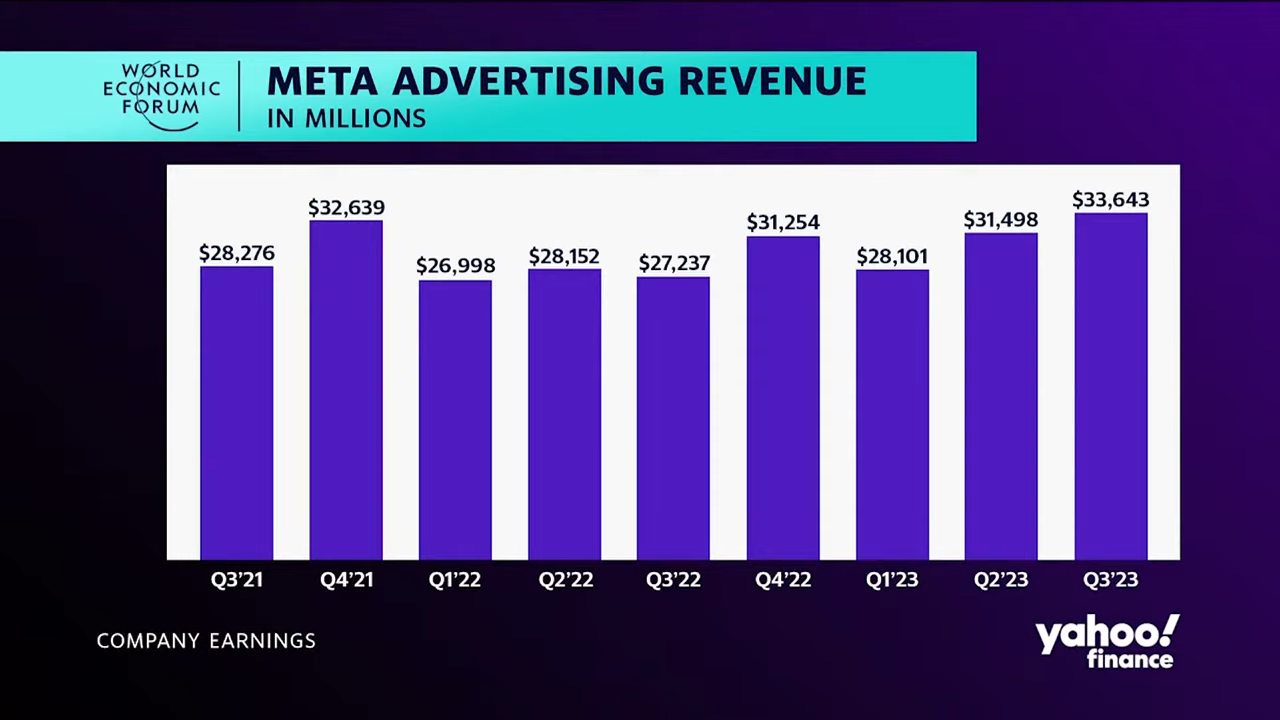 WORLD
ECONOMIC
FORUM
META ADVERTISING REVENUE
IN MILLIONS
$28,276
$32,639
$26,998
$28,152
$27,237
$31,254
$28,101
$31,498
$33,643
Q3’21
Q4’21
Q1’22
Q2’22
Q3’22
Q4’22
Q1’23
Q2’23
Q3’23
COMPANY EARNINGS
yahoo!
finance